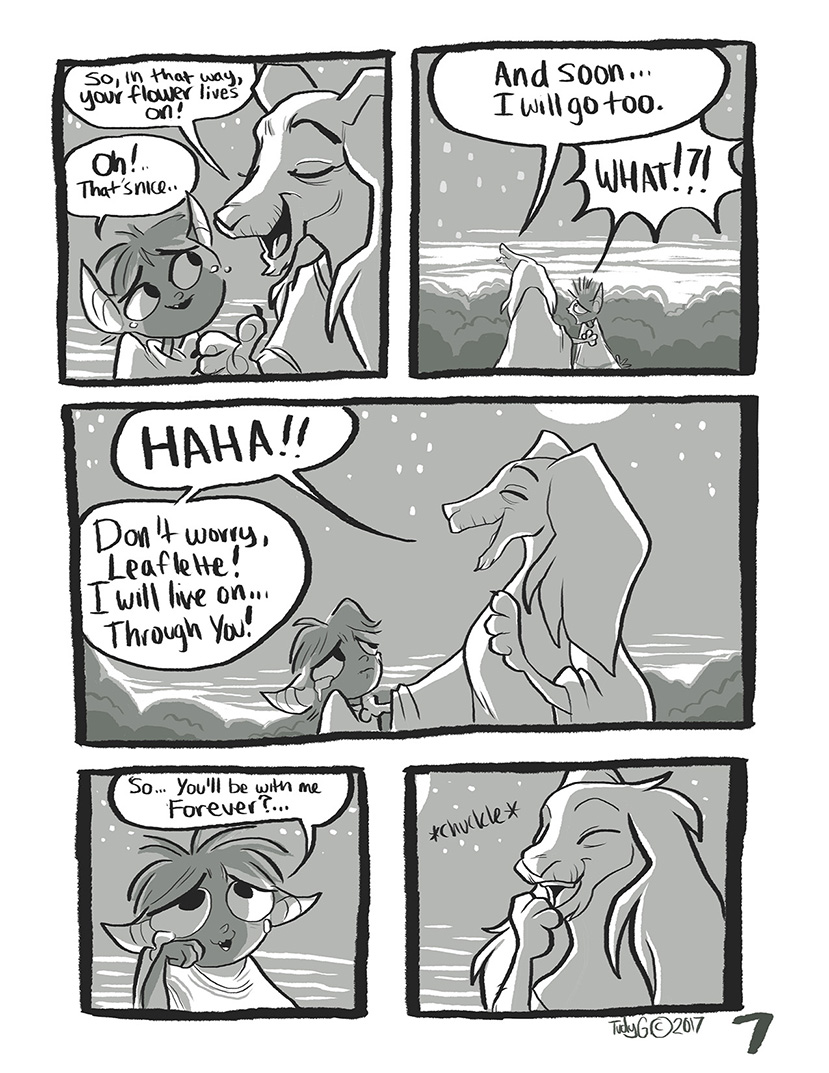 So, in that way,
your flower lives
on!
Oh!..
That's nice..
And soon...
I will go too.
WHAT!?!
HAHA!!
Don't worry,
Leaflette!
I will live on...
Through You!
So... You'll be with me
Forever?...
*chuckle*
TudyG©2017
7